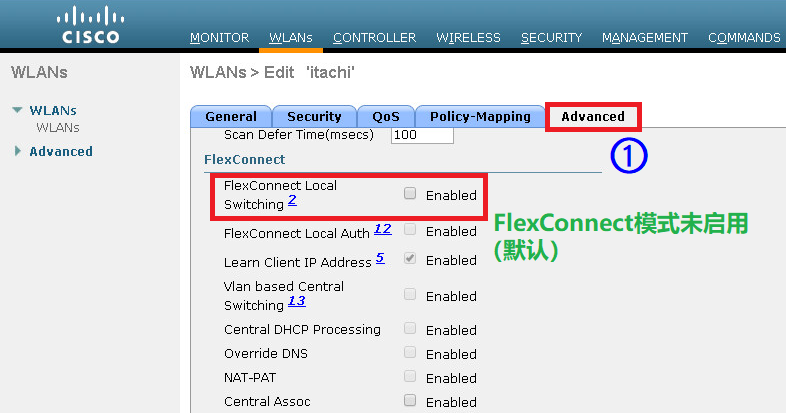 CISCO
MONITOR WLANs CONTROLLER WIRELESS SECURITY MANAGEMENT COMMANDS
WLANs
WLANs > Edit 'itachi'
WLANs
WLANs
Advanced
General Security QoS Policy-Mapping Advanced
Scan Defer Time(msecs) 100
①
FlexConnect
FlexConnect Local
Switching 2 Enabled
FlexConnect模式未启用
(默认)
FlexConnect Local Auth 12 Enabled
Learn Client IP Address 5 Enabled
Vlan based Central
Switching 13 Enabled
Central DHCP Processing Enabled
Override DNS Enabled
NAT-PAT Enabled
Central Assoc Enabled